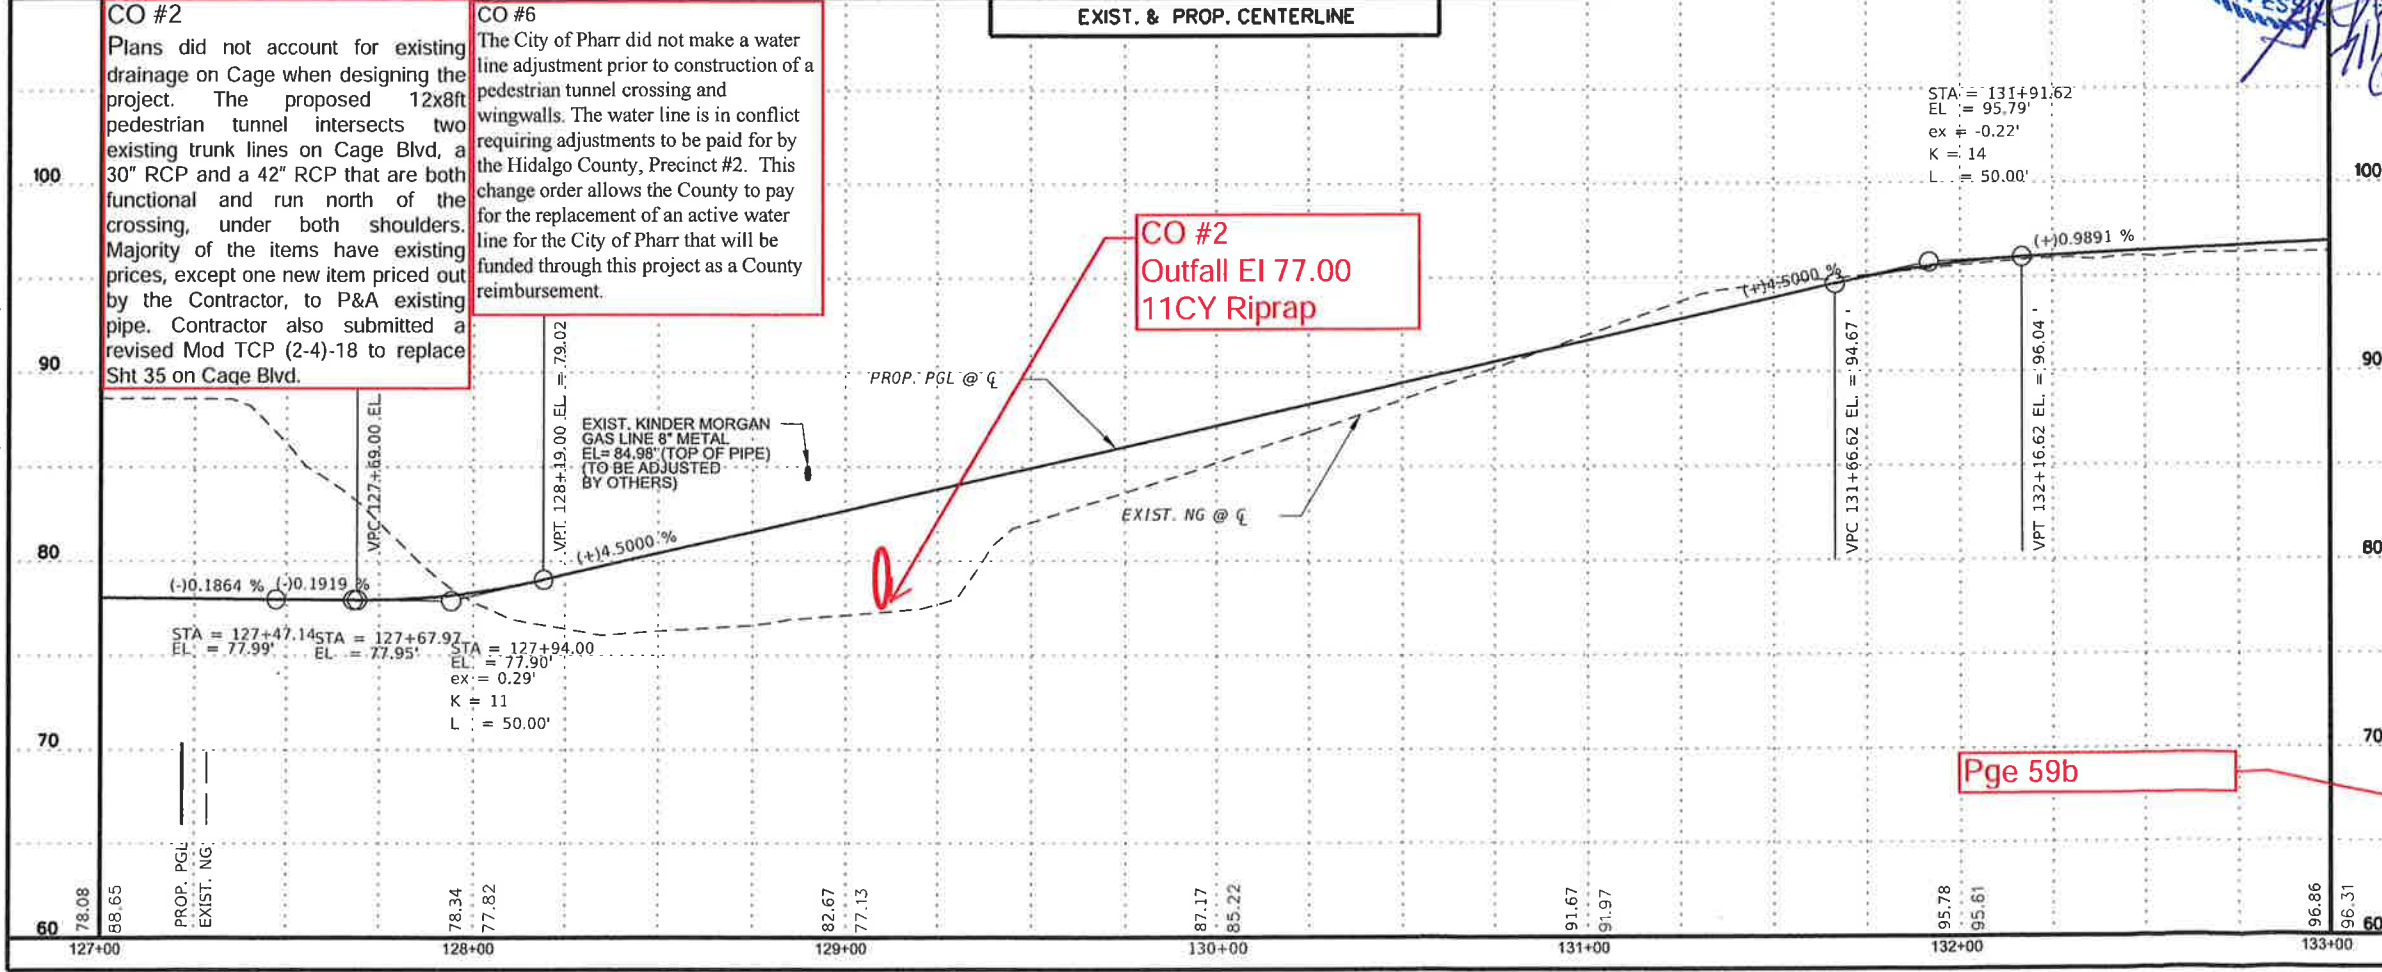 CO #2
Plans did not account for existing
drainage on Cage when designing the
project. The proposed 12x8ft
pedestrian tunnel intersects two
existing trunk lines on Cage Blvd, a
30" RCP and a 42" RCP that are both
functional and run north of the
crossing, under both shoulders.
Majority of the items have existing
prices, except one new item priced out
by the Contractor, to P&A existing
pipe. Contractor also submitted a
revised Mod TCP (2-4)-18 to replace
Sht 35 on Cage Blvd.
CO #6
The City of Pharr did not make a water
line adjustment prior to construction of a
pedestrian tunnel crossing and
wingwalls. The water line is in conflict
requiring adjustments to be paid for by
the Hidalgo County, Precinct #2. This
change order allows the County to pay
for the replacement of an active water
line for the City of Pharr that will be
funded through this project as a County
reimbursement.
EXIST. & PROP. CENTERLINE
CO #2
Outfall El 77.00
11CY Riprap
STA = 131+91.62
EL = 95.79'
ex = -0.22'
K = 14
L = 50.00'
(+)0.9891 %
(+)4.5000 %
VPC 131+66.62 EL. = 94.67 '
VPT 132+16.62 EL. = 96.04 '
PROP. PGL @ ℄
EXIST. NG @ ℄
EXIST. KINDER MORGAN
GAS LINE 8" METAL
EL= 84.98' (TOP OF PIPE)
(TO BE ADJUSTED
BY OTHERS)
VPC 127+69.00 EL.
VPT 128+19.00 EL = 79.02
(+)4.5000 %
(-)0.1864 %
(-)0.1919 %
STA = 127+47.14
EL = 77.99'
STA = 127+67.97
EL = 77.95'
STA = 127+94.00
EL = 77.90'
ex = 0.29'
K = 11
L = 50.00'
Pge 59b
100
90
80
70
60
100
90
80
70
60
PROP. PGL
EXIST. NG
78.08
88.65
78.34
77.82
82.67
77.13
87.17
85.22
91.67
91.97
95.78
95.61
96.86
96.31
127+00
128+00
129+00
130+00
131+00
132+00
133+00